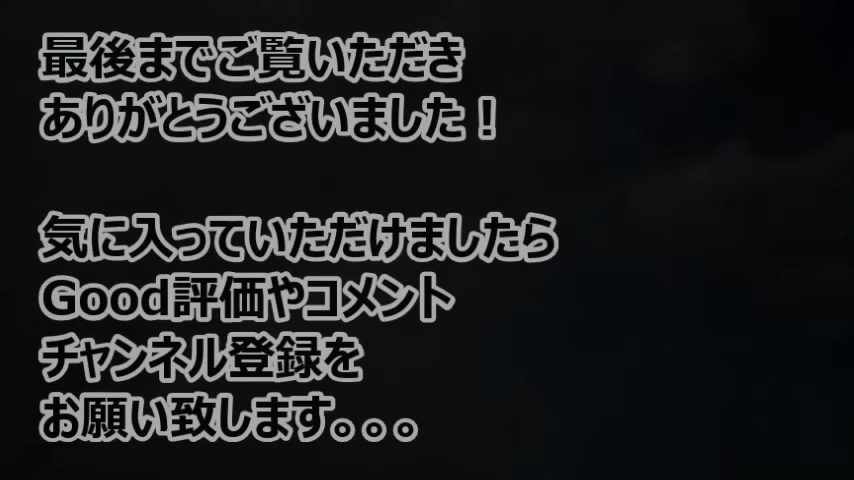 最後までご覧いただき
ありがとうございました！
気に入っていただけましたら
Good評価やコメント
チャンネル登録を
お願い致します。。。